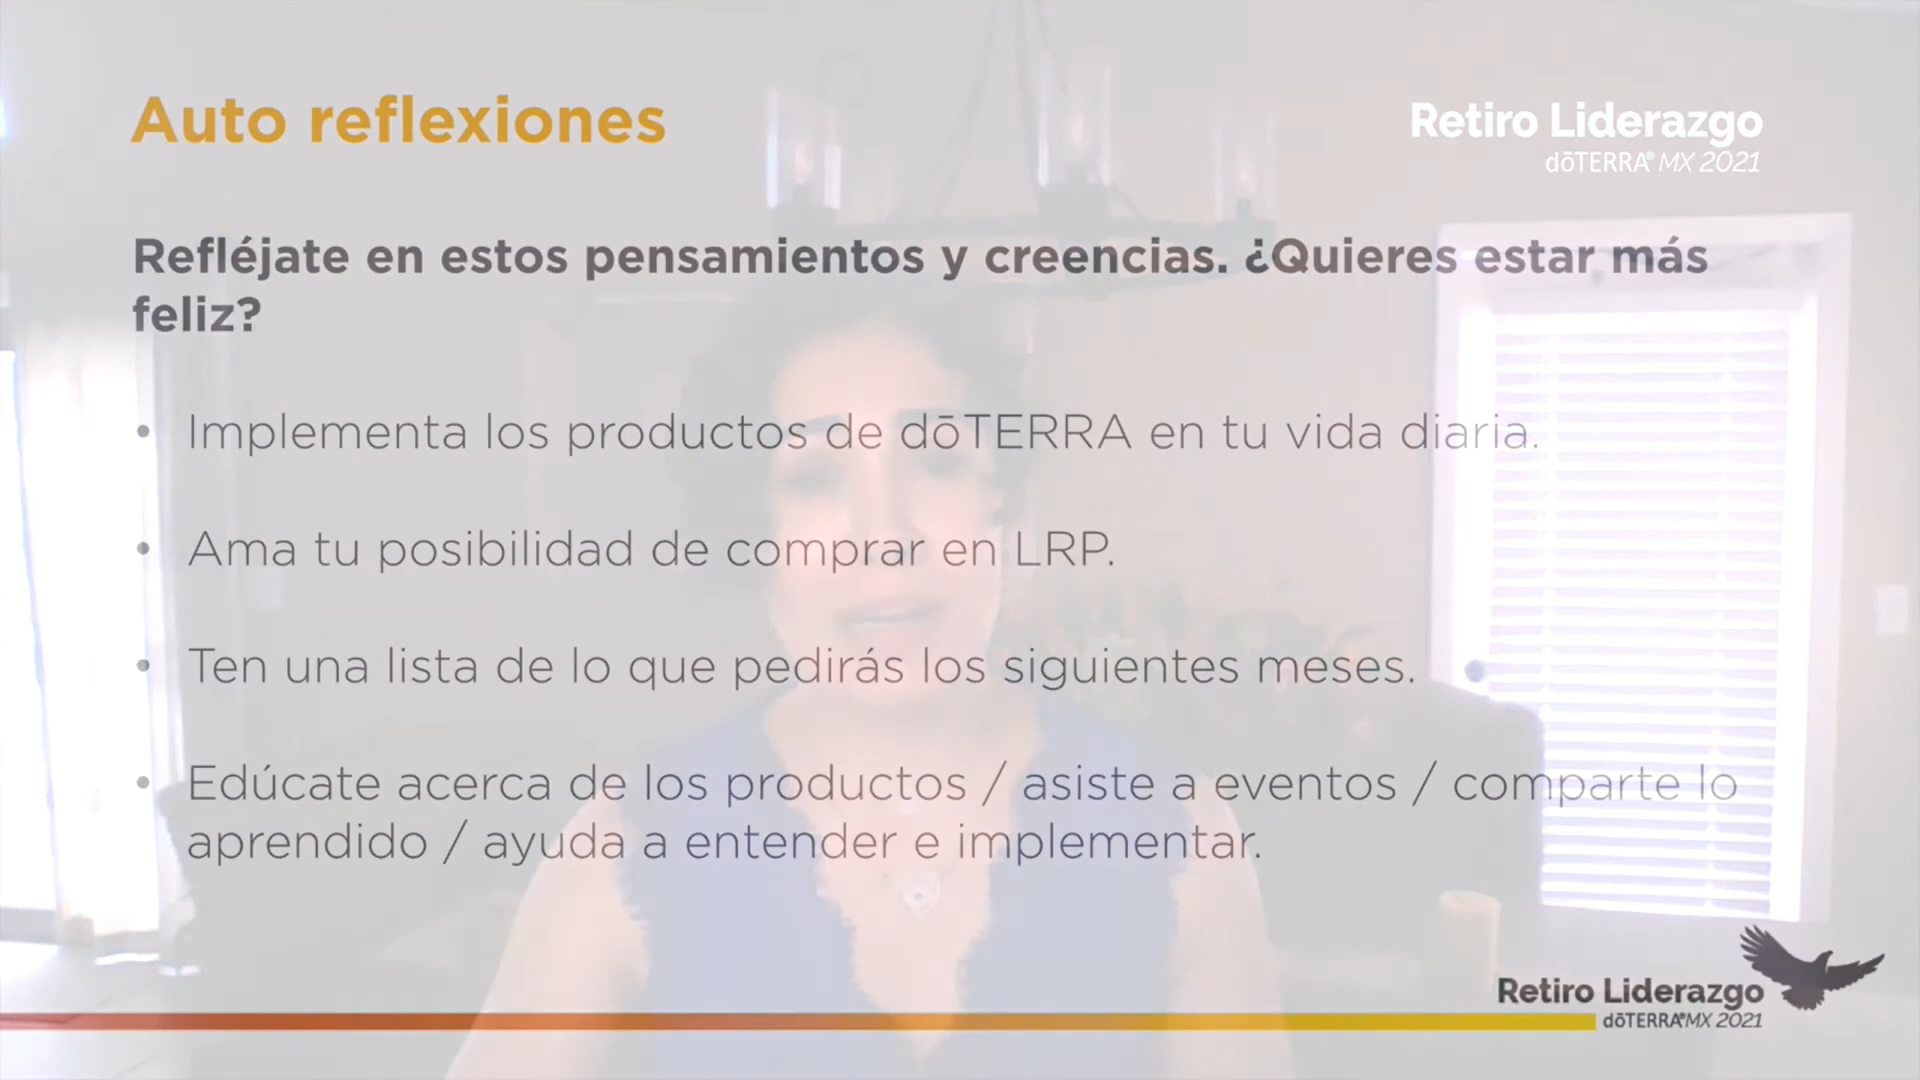 Auto reflexiones
Retiro Liderazgo
dōTERRA® MX 2021
Refléjate en estos pensamientos y creencias. ¿Quieres estar más
feliz?
• Implementa los productos de dōTERRA en tu vida diaria.
• Ama tu posibilidad de comprar en LRP.
• Ten una lista de lo que pedirás los siguientes meses.
• Edúcate acerca de los productos / asiste a eventos / comparte lo
aprendido / ayuda a entender e implementar.
Retiro Liderazgo
dōTERRA® MX 2021